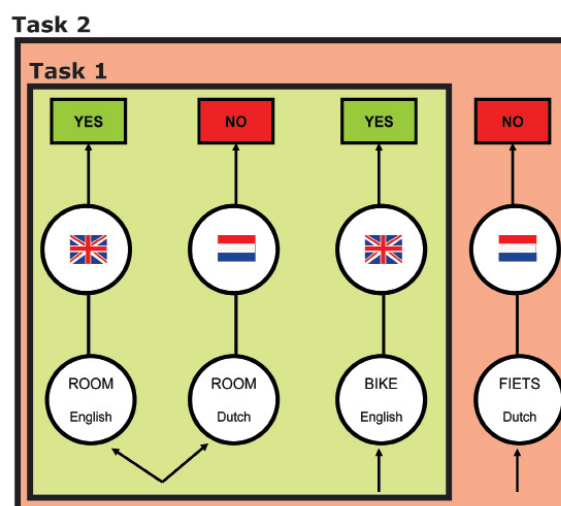 Task 2
Task 1
YES
NO
YES
NO
ROOM
English
ROOM
Dutch
BIKE
English
FIETS
Dutch